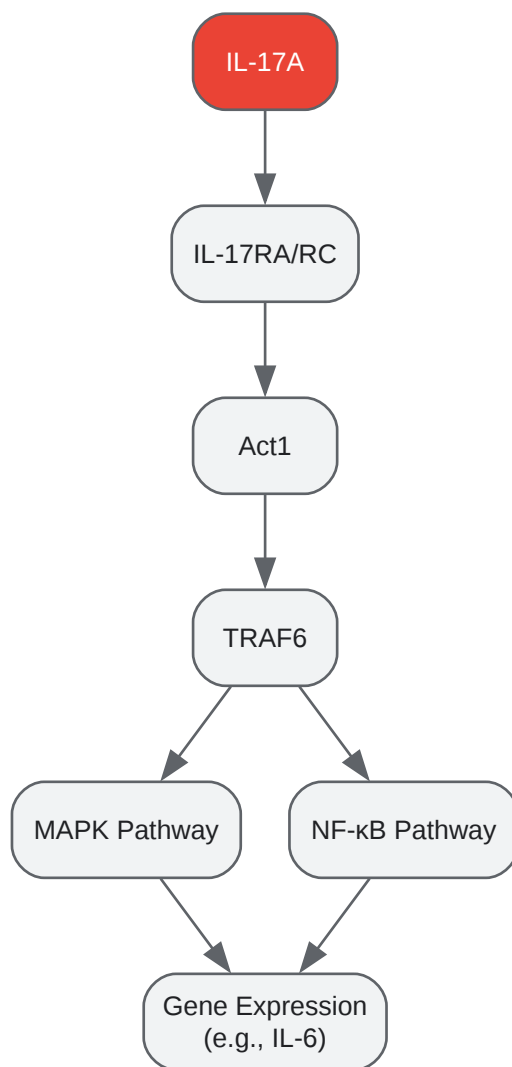 IL-17A
IL-17RA/RC
Act1
TRAF6
MAPK Pathway
NF-κB Pathway
Gene Expression
(e.g., IL-6)